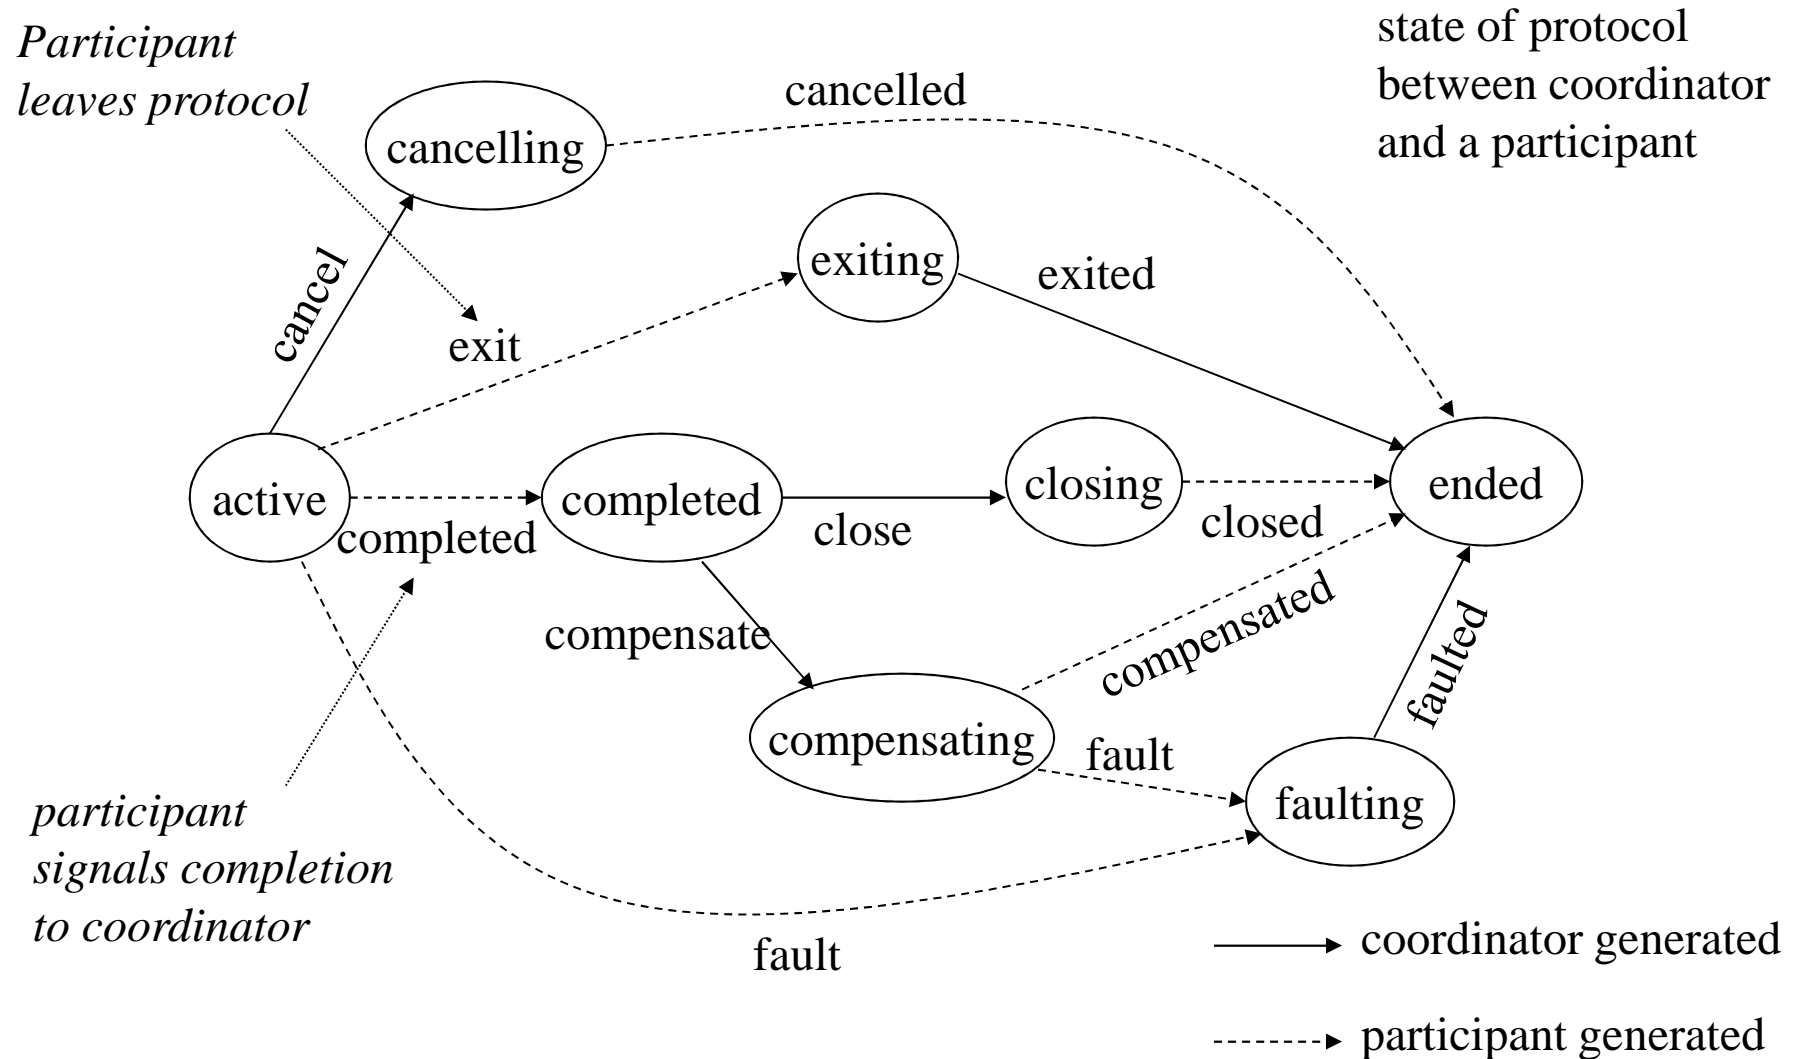 Participant
leaves protocol
state of protocol
between coordinator
and a participant
cancelled
cancelling
exiting
exited
cancel
exit
active
completed
completed
close
closing
closed
ended
compensate
compensated
compensating
fault
faulted
faulting
participant
signals completion
to coordinator
fault
coordinator generated
participant generated